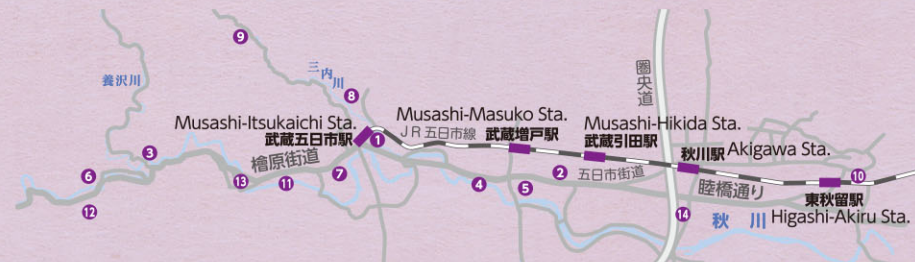 ⑨
養沢川
三内川
⑧
圏央道
Musashi-Itsukaichi Sta.
武蔵五日市駅
①
Musashi-Masuko Sta.
JR五日市線
武蔵増戸駅
Musashi-Hikida Sta.
武蔵引田駅
秋川駅 Akigawa Sta.
③
檜原街道
⑥
⑬
⑪
⑦
④
⑤
②
五日市街道
睦橋通り
⑩
東秋留駅
Higashi-Akiru Sta.
⑫
⑭
秋川